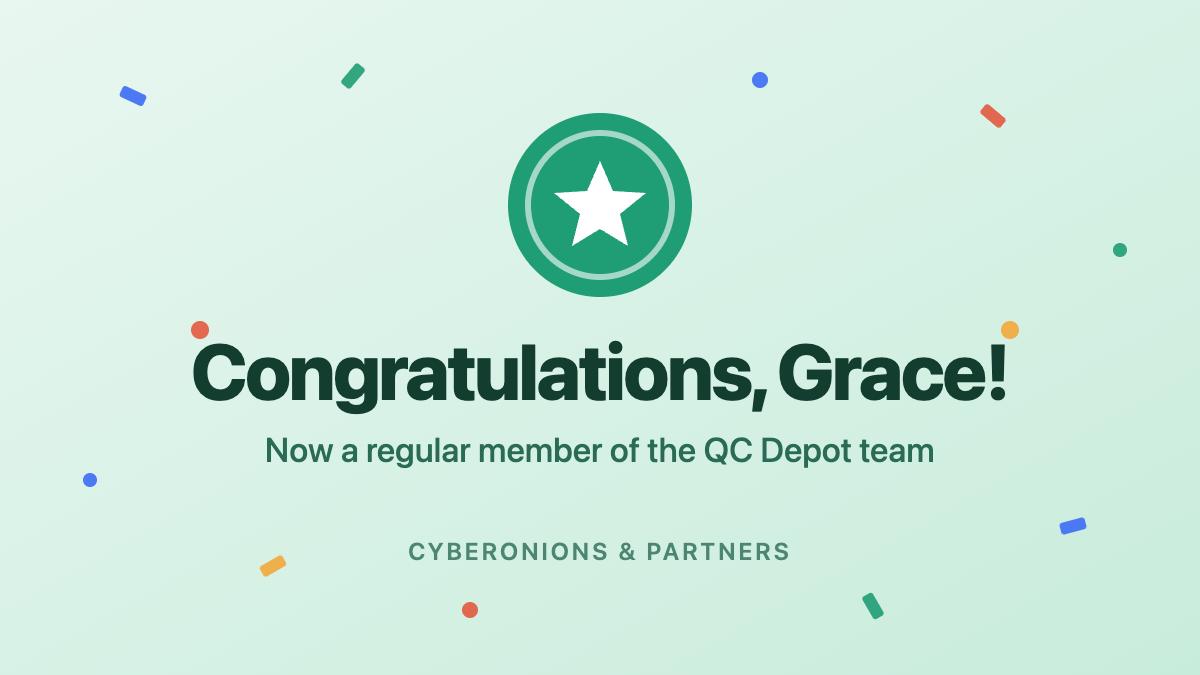 Congratulations, Grace!
Now a regular member of the QC Depot team
CYBERONIONS & PARTNERS